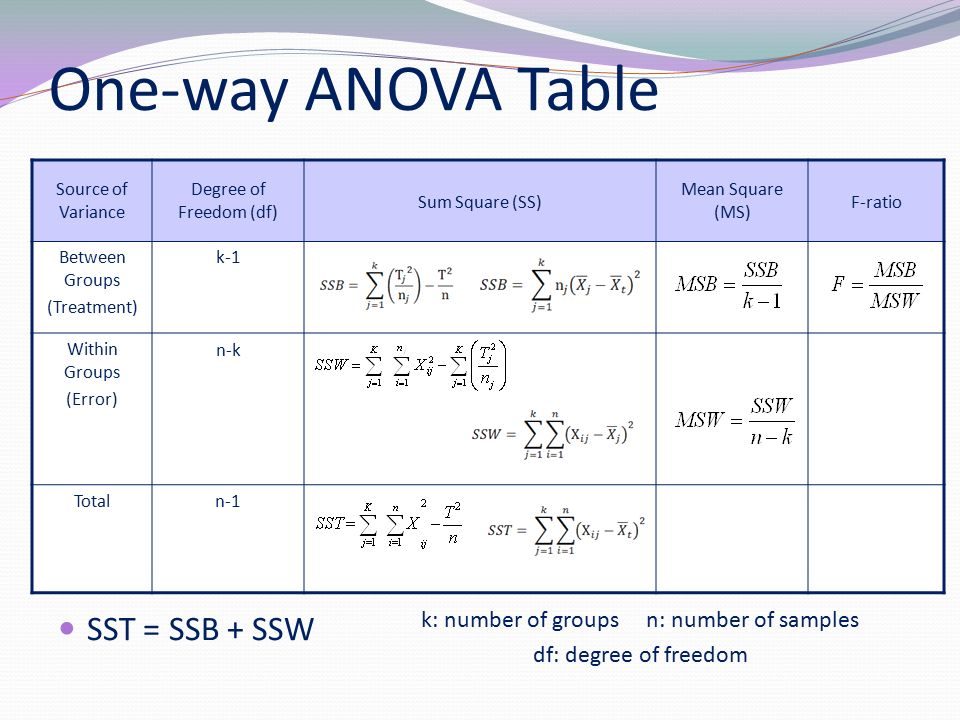 One-way ANOVA Table
Source of
Variance
Degree of
Freedom (df)
Sum Square (SS)
Mean Square
(MS)
F-ratio
Between
Groups
(Treatment)
k-1
SSB = \sum_{j=1}^{k} \left( \frac{T_j^2}{n_j} \right) - \frac{T^2}{n}
SSB = \sum_{j=1}^{k} n_j (\overline{X}_j - \overline{X}_t)^2
MSB = \frac{SSB}{k-1}
F = \frac{MSB}{MSW}
Within
Groups
(Error)
n-k
SSW = \sum_{j=1}^{K} \sum_{i=1}^{n} X_{ij}^2 - \sum_{j=1}^{K} \left( \frac{T_j^2}{n_j} \right)
SSW = \sum_{j=1}^{k} \sum_{i=1}^{n} (X_{ij} - \overline{X}_j)^2
MSW = \frac{SSW}{n-k}
Total
n-1
SST = \sum_{j=1}^{K} \sum_{i=1}^{n} X_{ij}^2 - \frac{T^2}{n}
SST = \sum_{j=1}^{k} \sum_{i=1}^{n} (X_{ij} - \overline{X}_t)^2
• SST = SSB + SSW
k: number of groups n: number of samples
df: degree of freedom